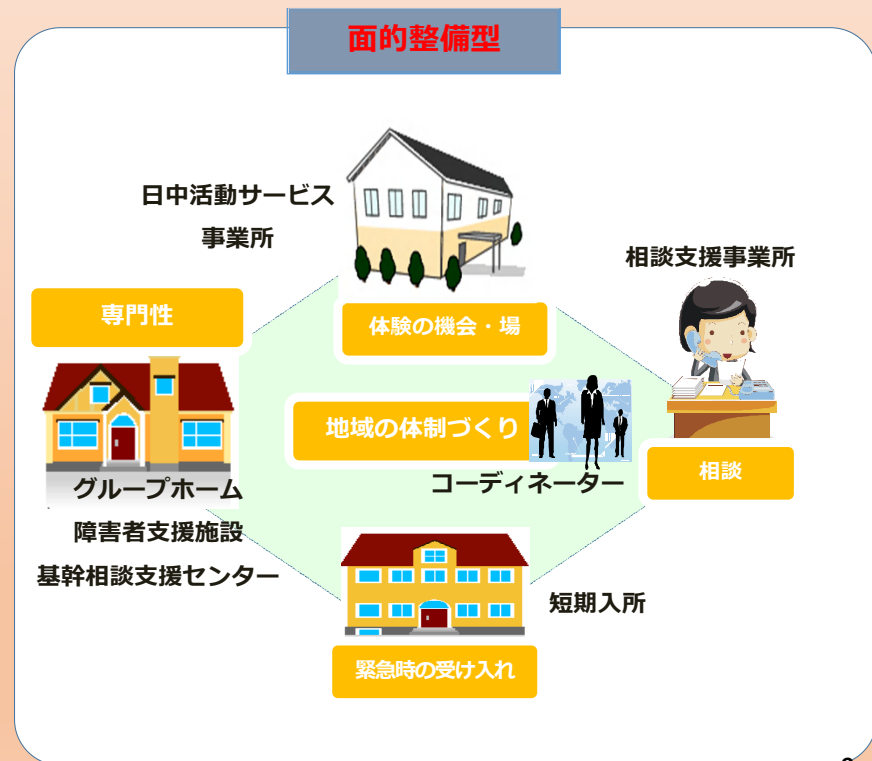 面的整備型
日中活動サービス
事業所
相談支援事業所
専門性
体験の機会・場
地域の体制づくり
コーディネーター
相談
グループホーム
障害者支援施設
基幹相談支援センター
短期入所
緊急時の受け入れ